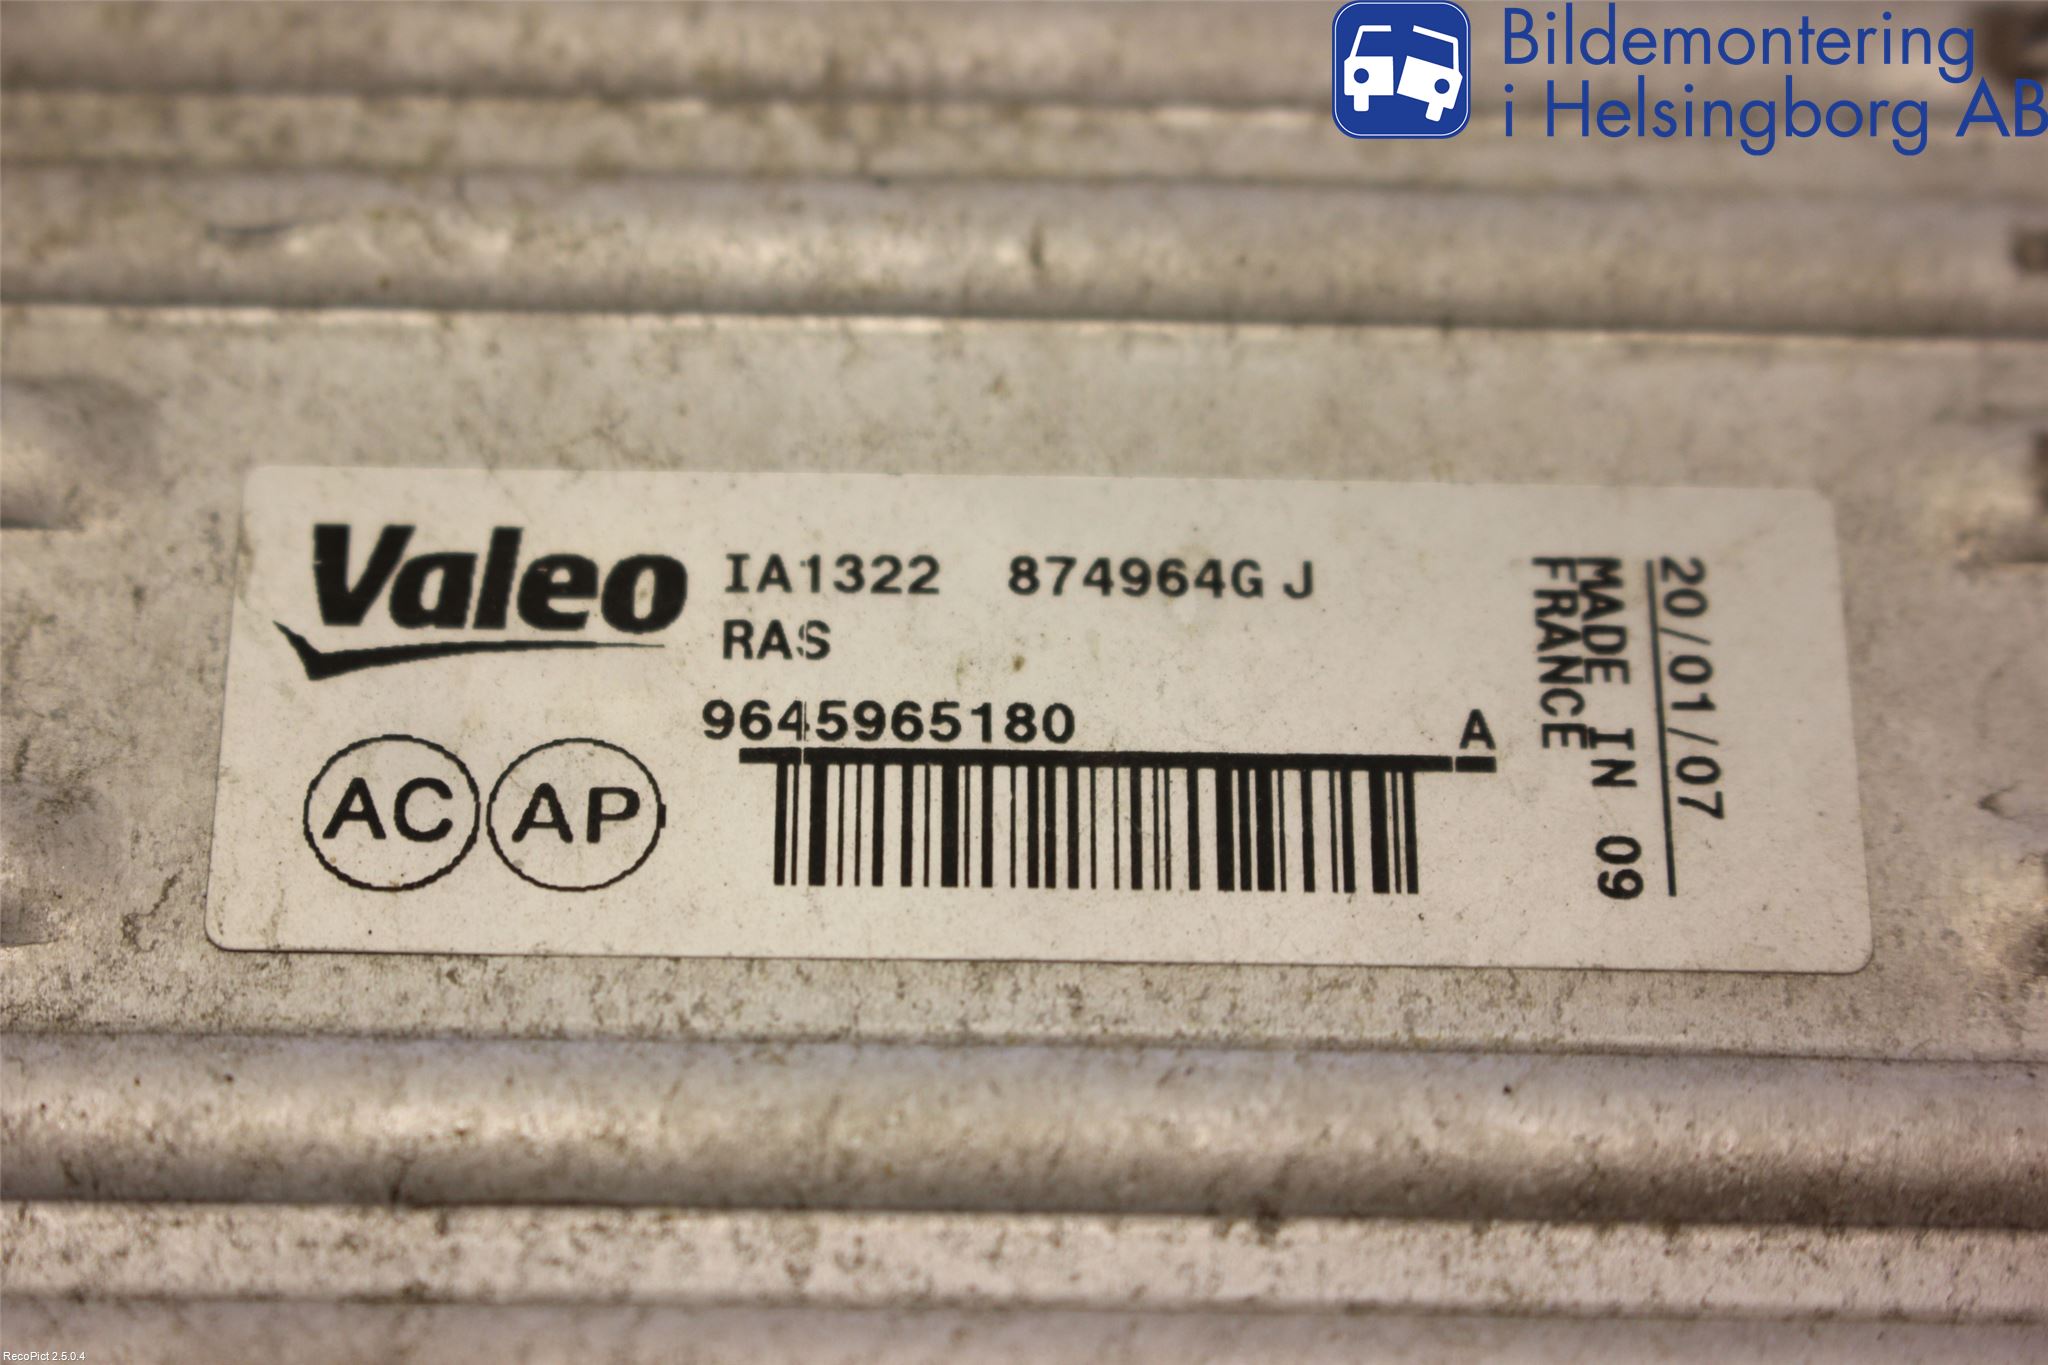 Bildemontering
i Helsingborg AB
Valeo
IA1322 874964G J
RAS
9645965180 A
AC AP
20/01/07
MADE IN 09
FRANCE
RecoPict 2.5.0.4